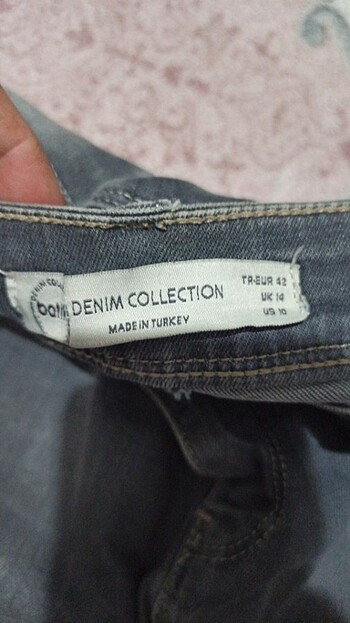 DENIM COLLECTION
MADE IN TURKEY
TR-EUR 42
UK 14
US 10